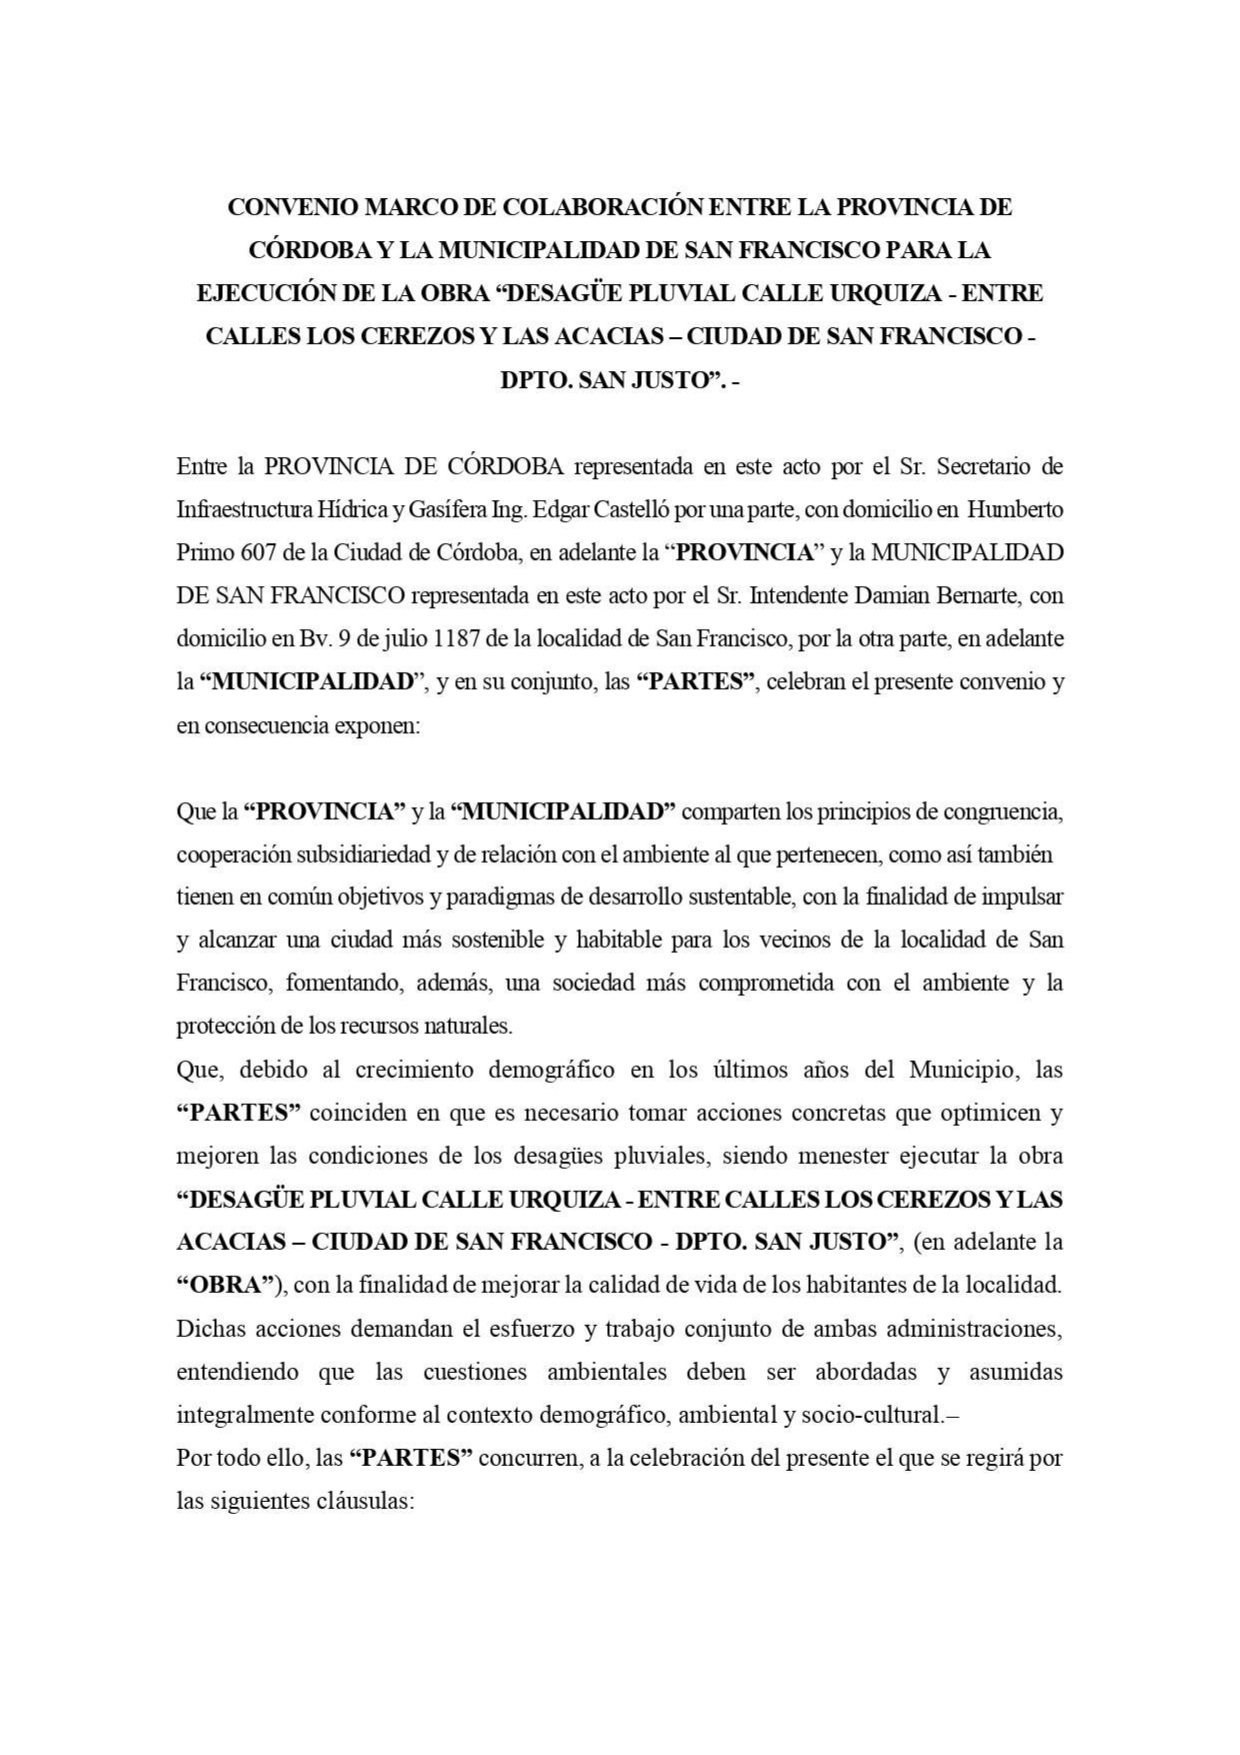 CONVENIO MARCO DE COLABORACIÓN ENTRE LA PROVINCIA DE
CÓRDOBA Y LA MUNICIPALIDAD DE SAN FRANCISCO PARA LA
EJECUCIÓN DE LA OBRA “DESAGÜE PLUVIAL CALLE URQUIZA - ENTRE
CALLES LOS CEREZOS Y LAS ACACIAS – CIUDAD DE SAN FRANCISCO -
DPTO. SAN JUSTO”. -
Entre la PROVINCIA DE CÓRDOBA representada en este acto por el Sr. Secretario de
Infraestructura Hídrica y Gasífera Ing. Edgar Castelló por una parte, con domicilio en Humberto
Primo 607 de la Ciudad de Córdoba, en adelante la “PROVINCIA” y la MUNICIPALIDAD
DE SAN FRANCISCO representada en este acto por el Sr. Intendente Damian Bernarte, con
domicilio en Bv. 9 de julio 1187 de la localidad de San Francisco, por la otra parte, en adelante
la “MUNICIPALIDAD”, y en su conjunto, las “PARTES”, celebran el presente convenio y
en consecuencia exponen:
Que la “PROVINCIA” y la “MUNICIPALIDAD” comparten los principios de congruencia,
cooperación subsidiariedad y de relación con el ambiente al que pertenecen, como así también
tienen en común objetivos y paradigmas de desarrollo sustentable, con la finalidad de impulsar
y alcanzar una ciudad más sostenible y habitable para los vecinos de la localidad de San
Francisco, fomentando, además, una sociedad más comprometida con el ambiente y la
protección de los recursos naturales.
Que, debido al crecimiento demográfico en los últimos años del Municipio, las
“PARTES” coinciden en que es necesario tomar acciones concretas que optimicen y
mejoren las condiciones de los desagües pluviales, siendo menester ejecutar la obra
“DESAGÜE PLUVIAL CALLE URQUIZA - ENTRE CALLES LOS CEREZOS Y LAS
ACACIAS – CIUDAD DE SAN FRANCISCO - DPTO. SAN JUSTO”, (en adelante la
“OBRA”), con la finalidad de mejorar la calidad de vida de los habitantes de la localidad.
Dichas acciones demandan el esfuerzo y trabajo conjunto de ambas administraciones,
entendiendo que las cuestiones ambientales deben ser abordadas y asumidas
integralmente conforme al contexto demográfico, ambiental y socio-cultural.–
Por todo ello, las “PARTES” concurren, a la celebración del presente el que se regirá por
las siguientes cláusulas: